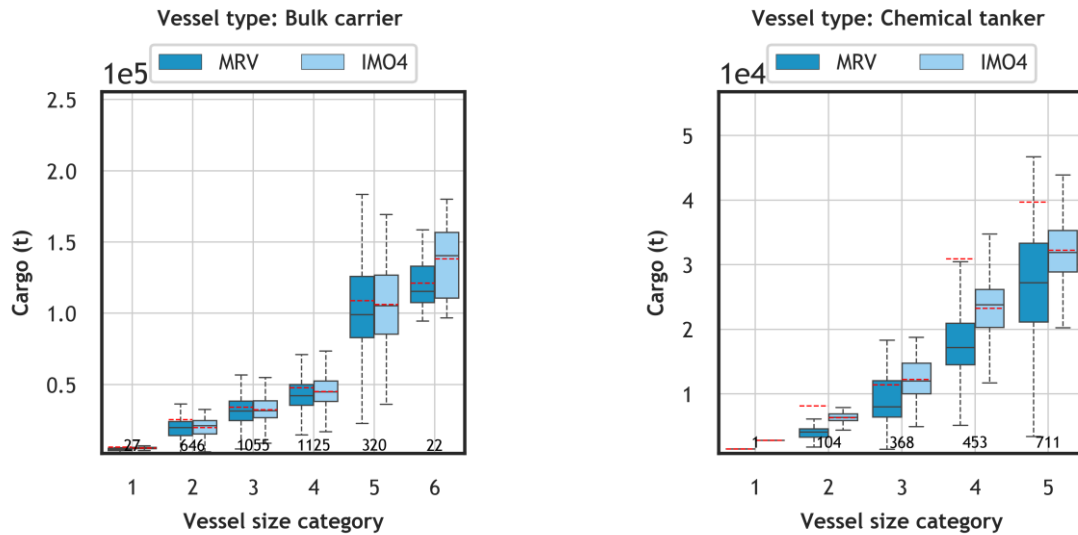 Vessel type: Bulk carrier
MRV IMO4
1e5
2.5
2.0
1.5
1.0
0.5
Cargo (t)
27 646 1055 1125 320 22
1 2 3 4 5 6
Vessel size category
Vessel type: Chemical tanker
MRV IMO4
1e4
5
4
3
2
1
Cargo (t)
1 104 368 453 711
1 2 3 4 5
Vessel size category